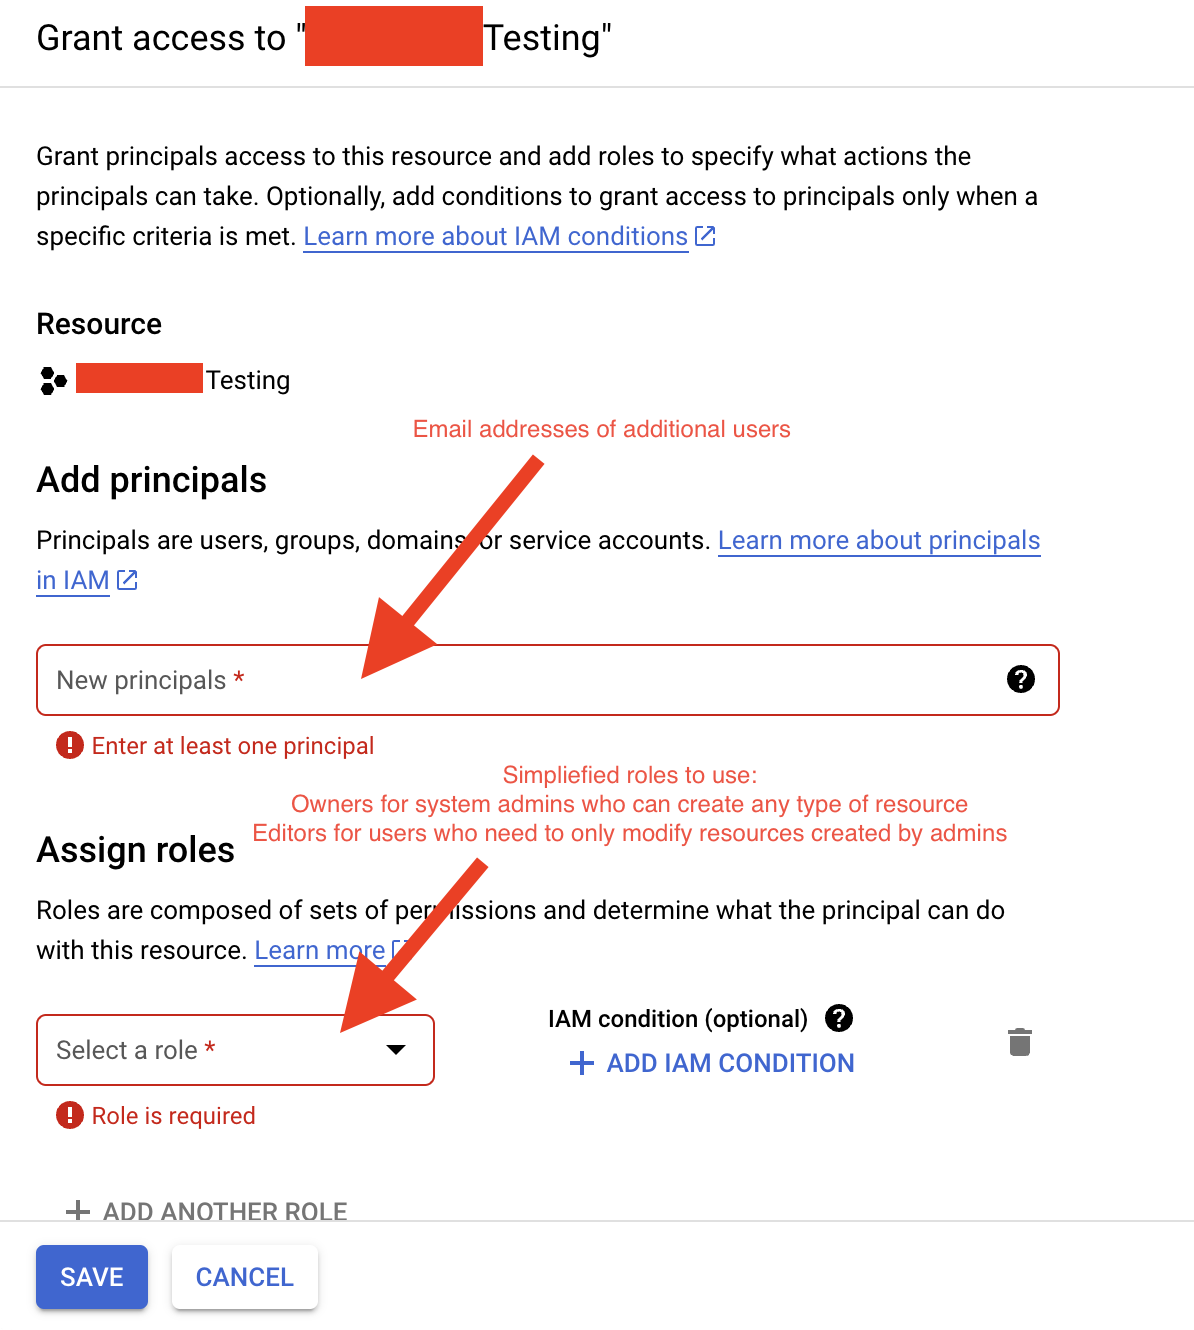 Grant access to " Testing"
Grant principals access to this resource and add roles to specify what actions the
principals can take. Optionally, add conditions to grant access to principals only when a
specific criteria is met. Learn more about IAM conditions
Resource
Testing
Email addresses of additional users
Add principals
Principals are users, groups, domains or service accounts. Learn more about principals
in IAM
New principals *
Enter at least one principal
Simpliefied roles to use:
Owners for system admins who can create any type of resource
Editors for users who need to only modify resources created by admins
Assign roles
Roles are composed of sets of permissions and determine what the principal can do
with this resource. Learn more
Select a role *
IAM condition (optional)
ADD IAM CONDITION
Role is required
ADD ANOTHER ROLE
SAVE
CANCEL